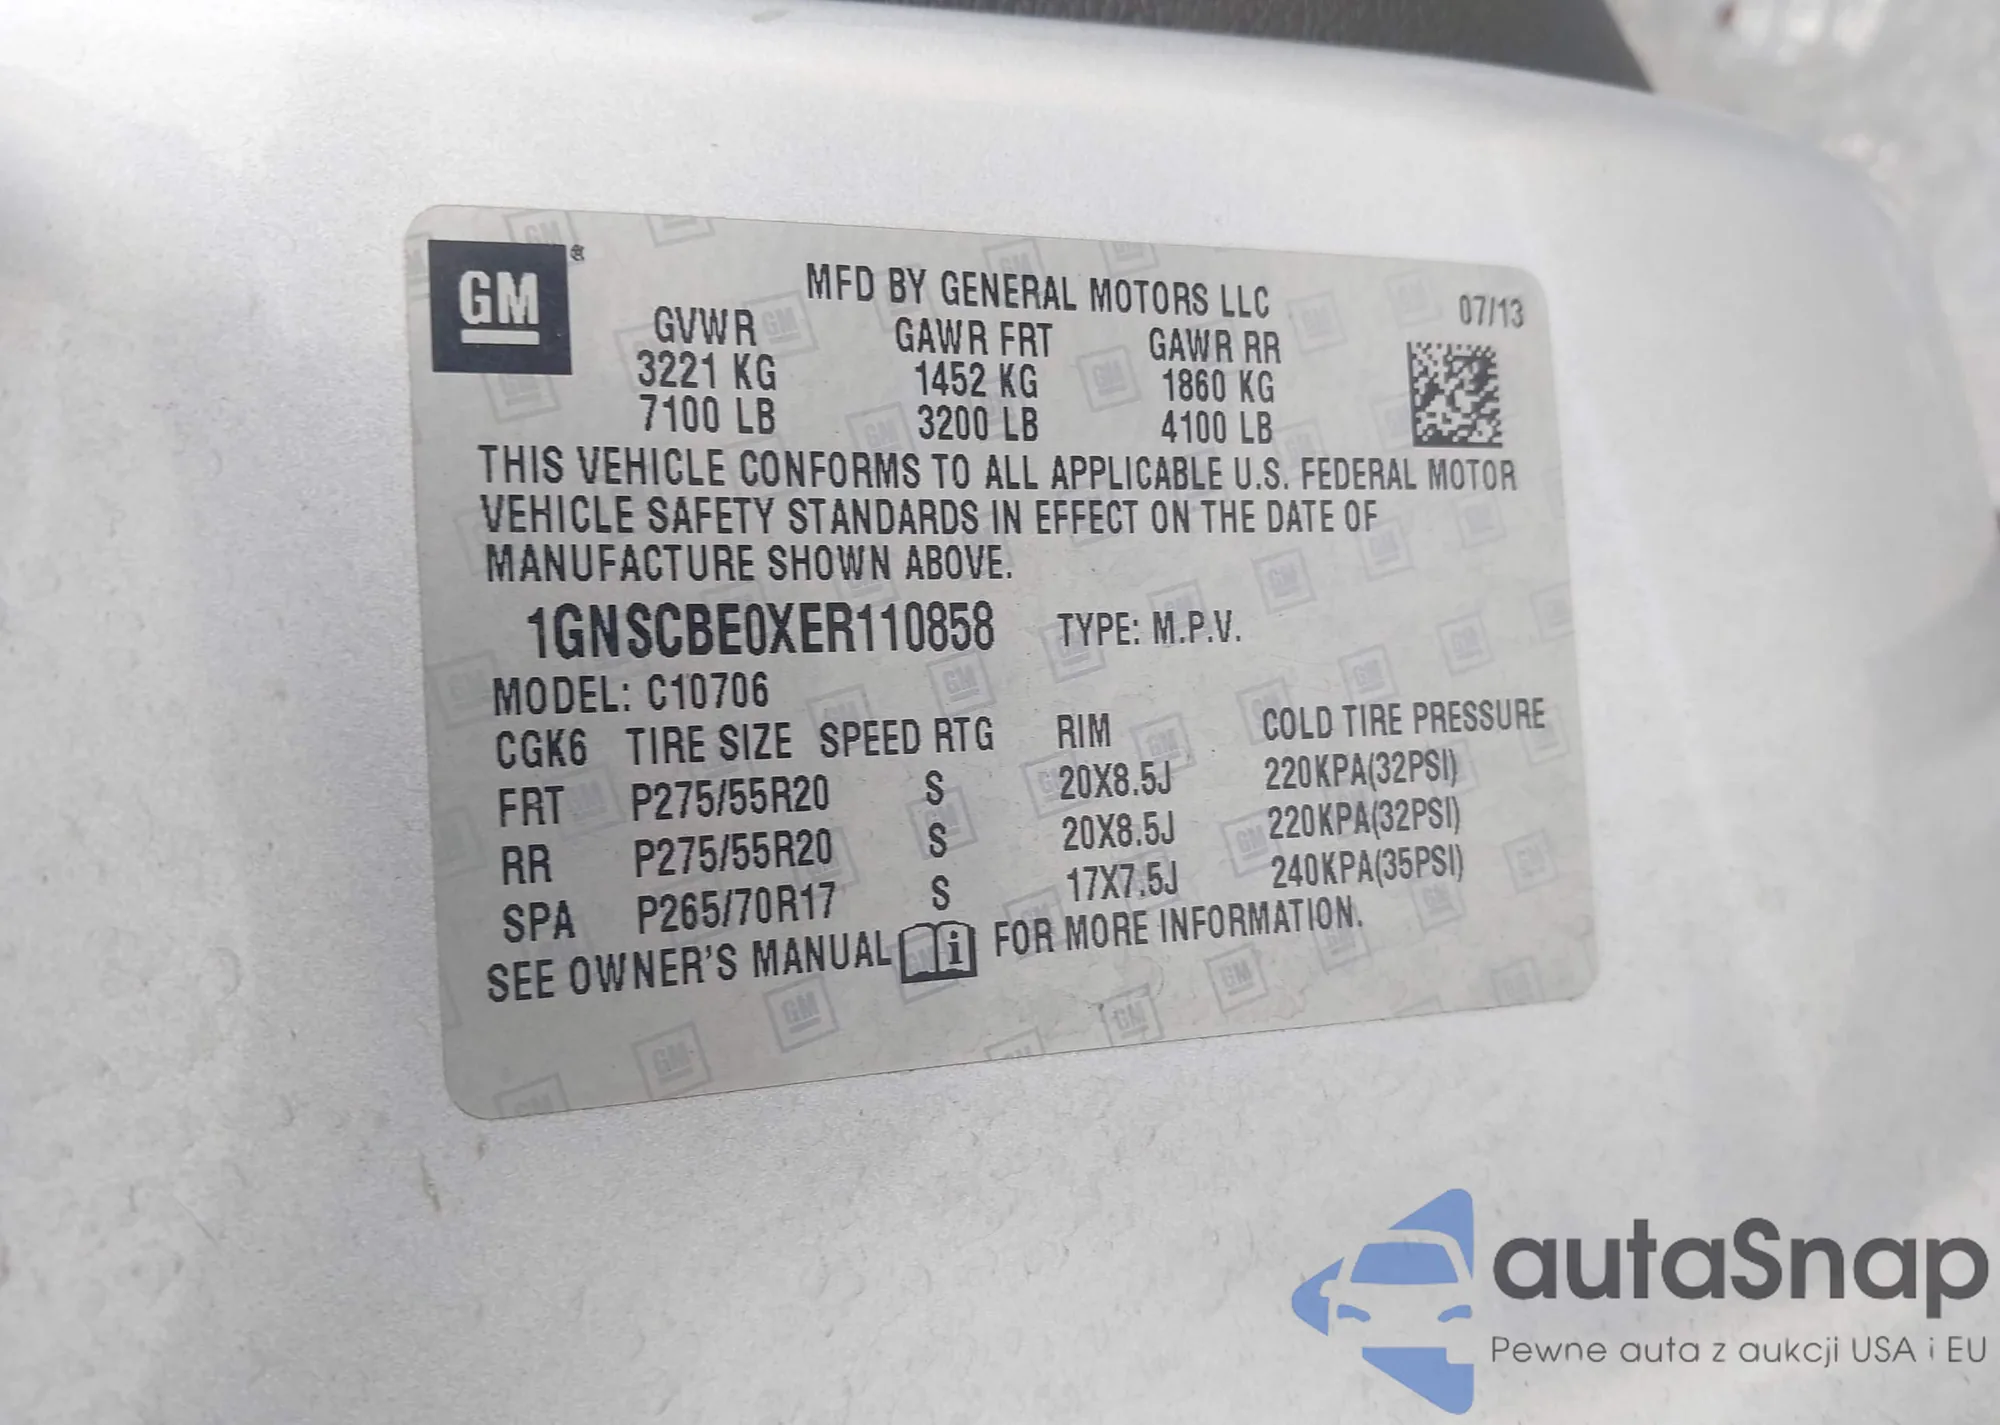 GM
MFD BY GENERAL MOTORS LLC 07/13
GVWR GAWR FRT GAWR RR
3221 KG 1452 KG 1860 KG
7100 LB 3200 LB 4100 LB
THIS VEHICLE CONFORMS TO ALL APPLICABLE U.S. FEDERAL MOTOR
VEHICLE SAFETY STANDARDS IN EFFECT ON THE DATE OF
MANUFACTURE SHOWN ABOVE.
1GNSCBE0XER110858 TYPE: M.P.V.
MODEL: C10706
CGK6 TIRE SIZE SPEED RTG RIM COLD TIRE PRESSURE
FRT P275/55R20 S 20X8.5J 220KPA(32PSI)
RR P275/55R20 S 20X8.5J 220KPA(32PSI)
SPA P265/70R17 S 17X7.5J 240KPA(35PSI)
SEE OWNER'S MANUAL i FOR MORE INFORMATION.
autaSnap
Pewne auta z aukcji USA i EU